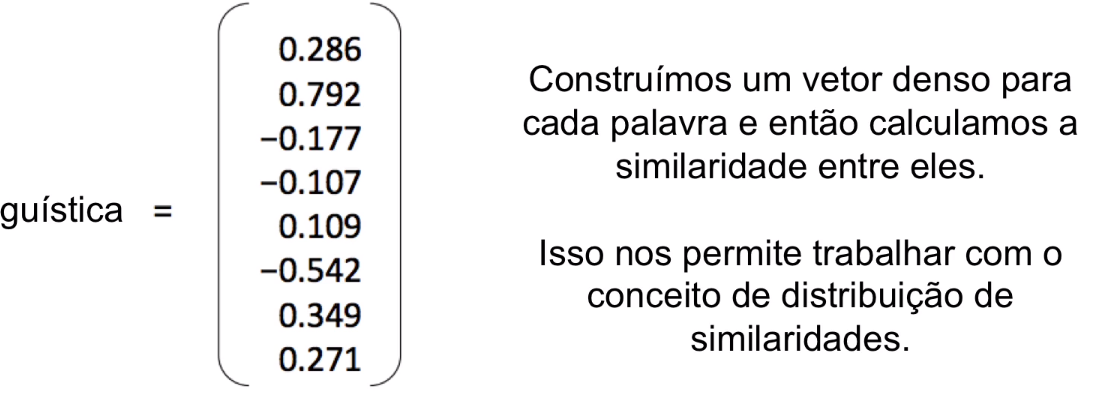 0.286
0.792
−0.177
−0.107
guística =
0.109
−0.542
0.349
0.271
Construímos um vetor denso para
cada palavra e então calculamos a
similaridade entre eles.
Isso nos permite trabalhar com o
conceito de distribuição de
similaridades.